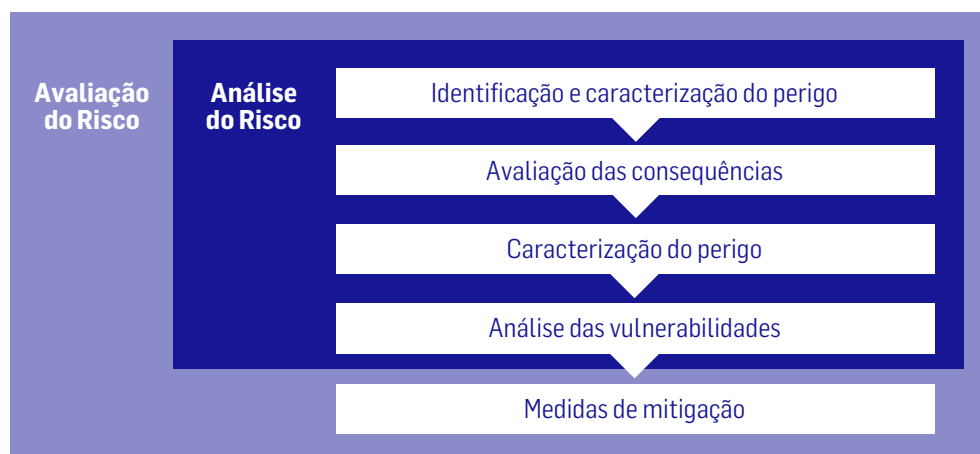 Avaliação
do Risco
Análise
do Risco
Identificação e caracterização do perigo
Avaliação das consequências
Caracterização do perigo
Análise das vulnerabilidades
Medidas de mitigação